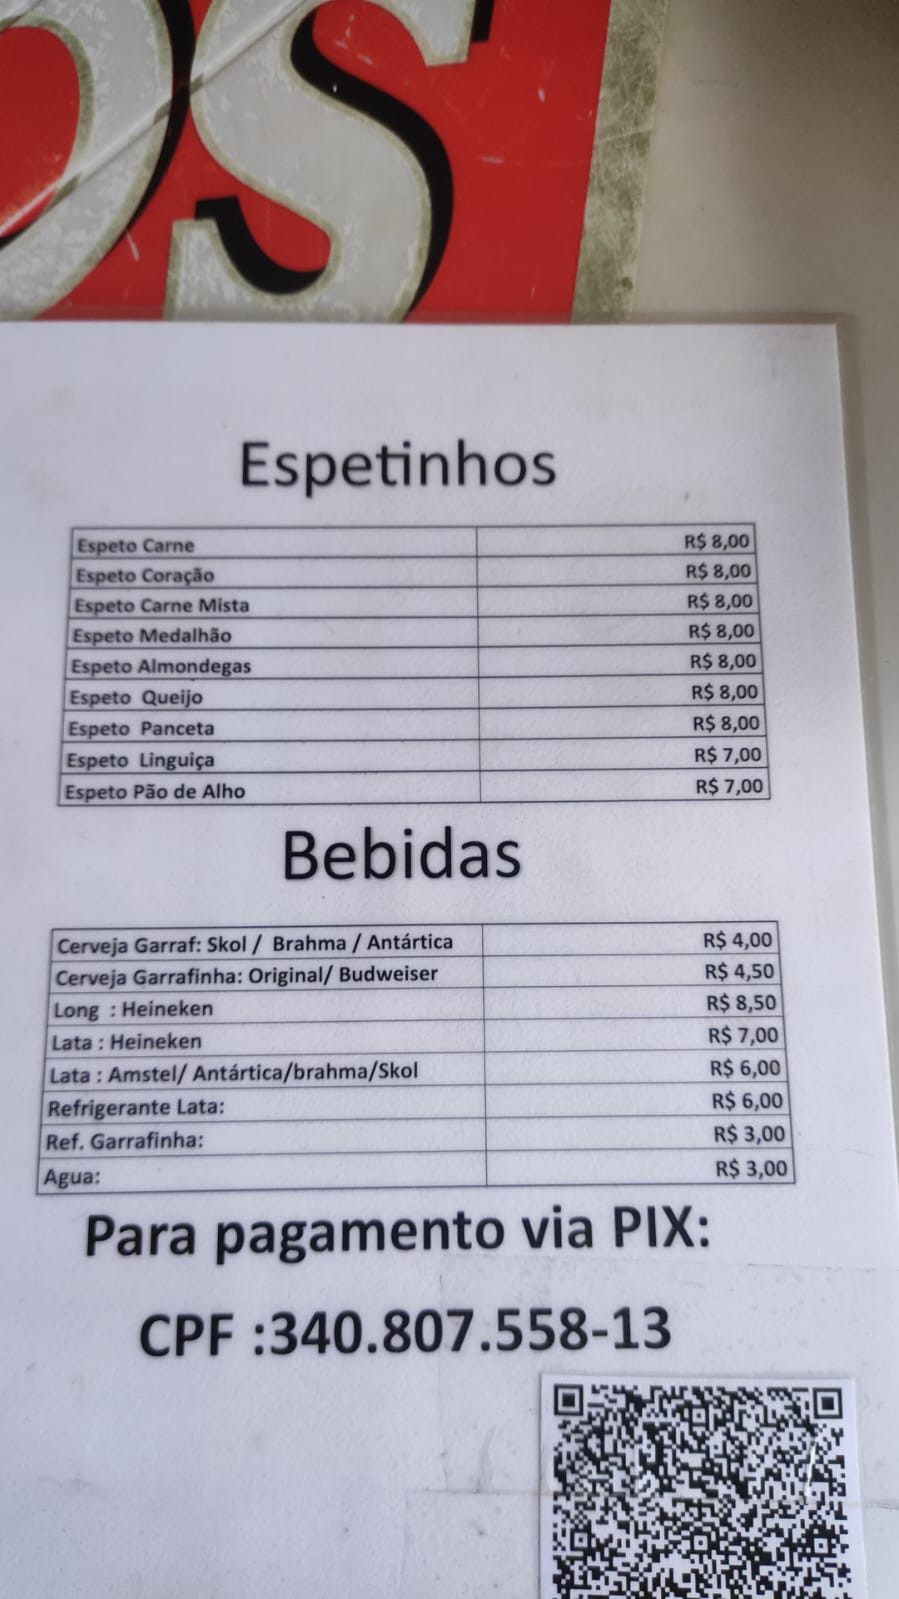 OS
Espetinhos
Espeto Carne R$ 8,00
Espeto Coração R$ 8,00
Espeto Carne Mista R$ 8,00
Espeto Medalhão R$ 8,00
Espeto Almondegas R$ 8,00
Espeto Queijo R$ 8,00
Espeto Panceta R$ 8,00
Espeto Linguiça R$ 7,00
Espeto Pão de Alho R$ 7,00
Bebidas
Cerveja Garraf: Skol / Brahma / Antártica R$ 4,00
Cerveja Garrafinha: Original/ Budweiser R$ 4,50
Long : Heineken R$ 8,50
Lata : Heineken R$ 7,00
Lata : Amstel/ Antártica/brahma/Skol R$ 6,00
Refrigerante Lata: R$ 6,00
Ref. Garrafinha: R$ 3,00
Agua: R$ 3,00
Para pagamento via PIX:
CPF :340.807.558-13